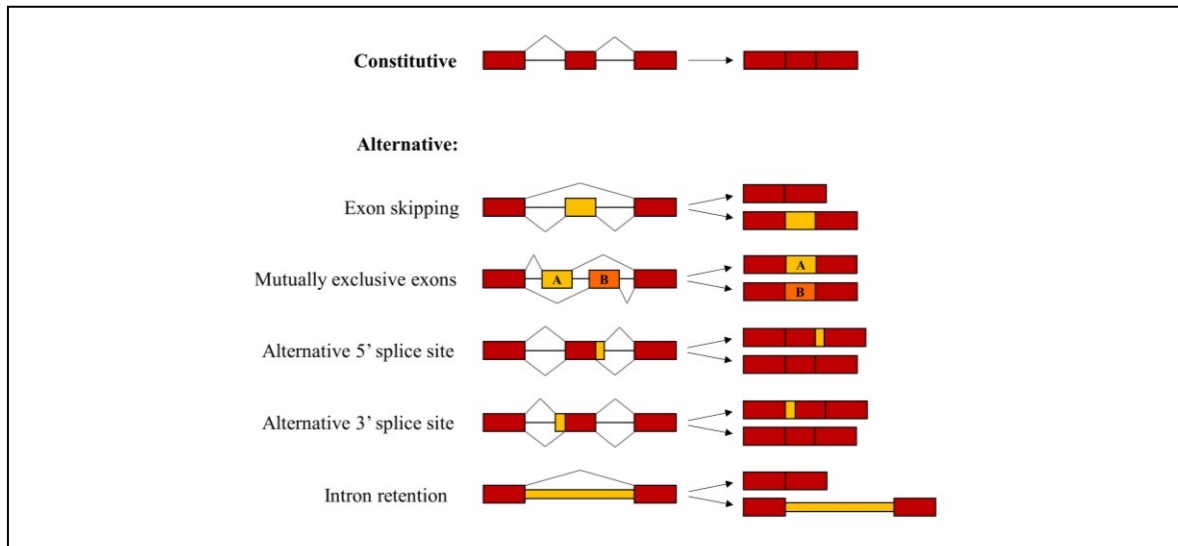 Constitutive
Alternative:
Exon skipping
Mutually exclusive exons
A
B
A
B
Alternative 5’ splice site
Alternative 3’ splice site
Intron retention